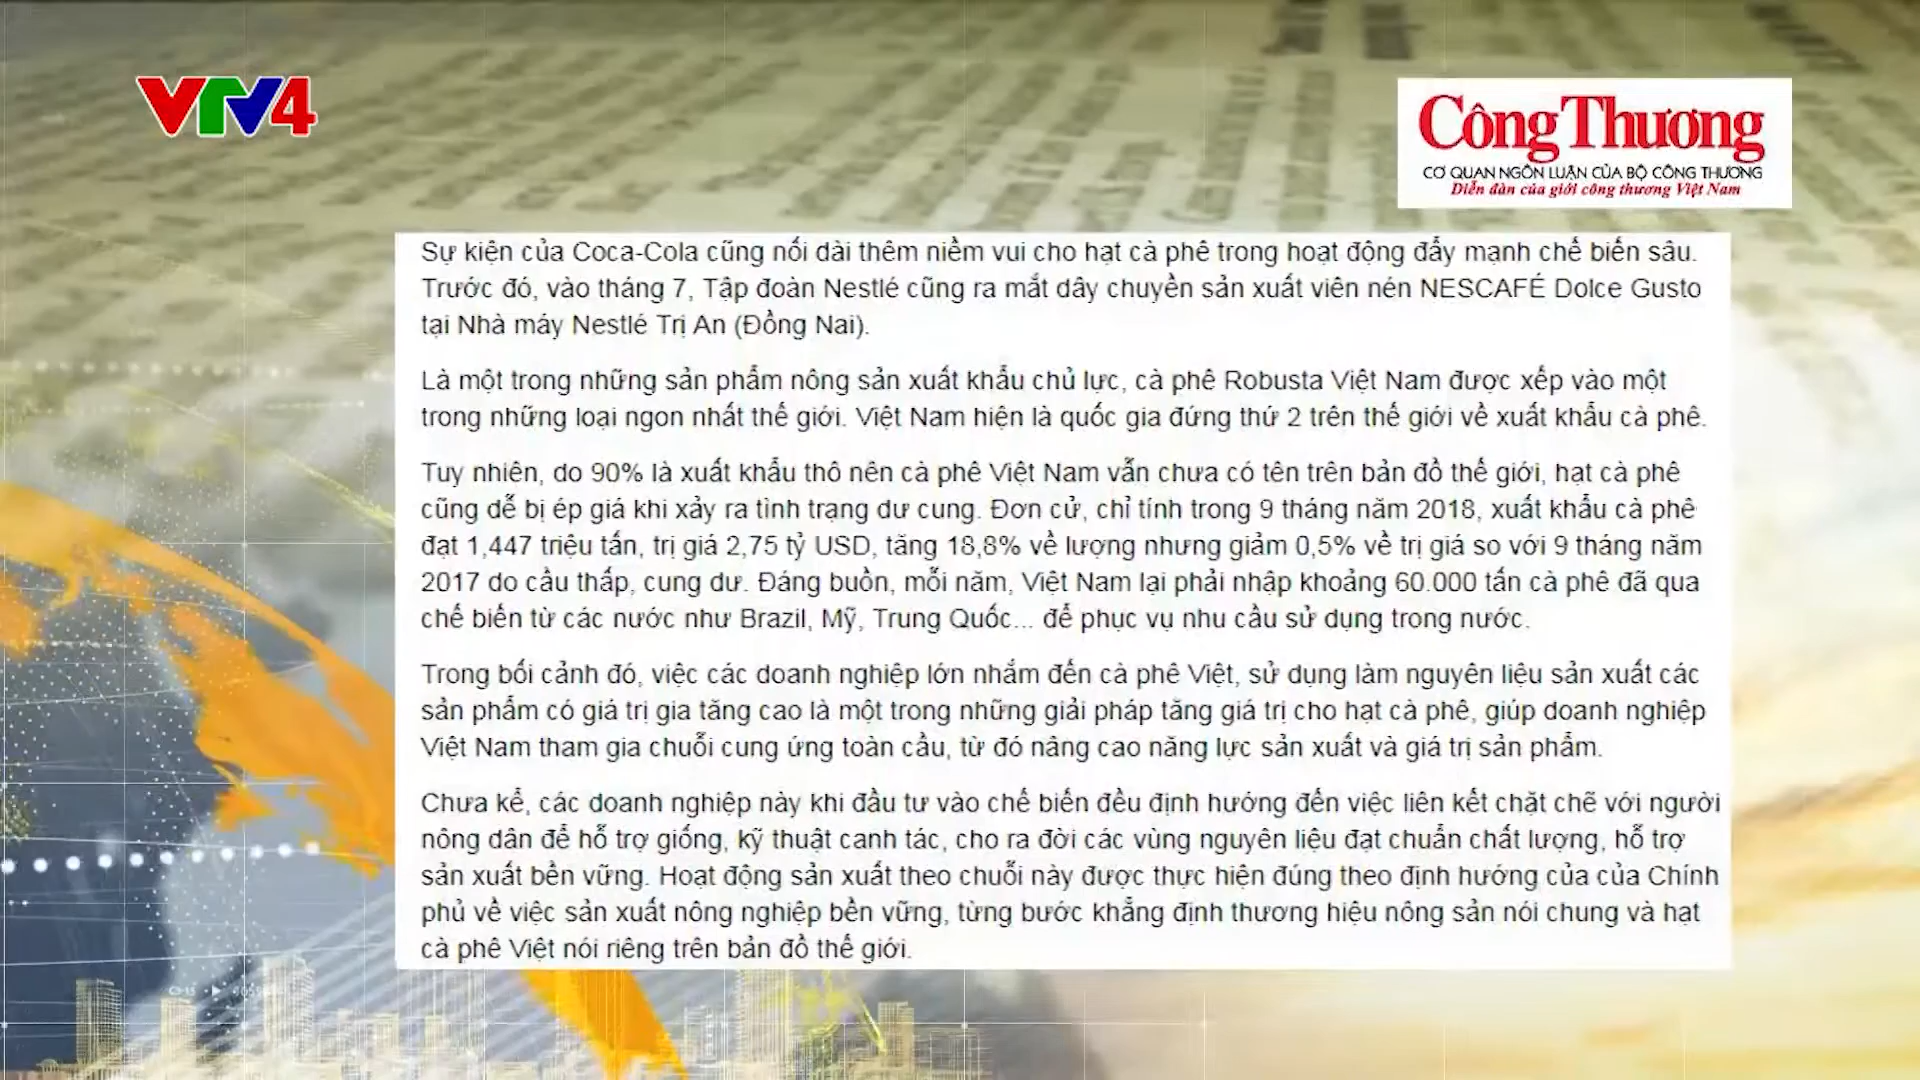 VTV4
Công Thương
CƠ QUAN NGÔN LUẬN CỦA BỘ CÔNG THƯƠNG
Diễn đàn của giới công thương Việt Nam
Sự kiện của Coca-Cola cũng nối dài thêm niềm vui cho hạt cà phê trong hoạt động đẩy mạnh chế biến sâu.
Trước đó, vào tháng 7, Tập đoàn Nestlé cũng ra mắt dây chuyền sản xuất viên nén NESCAFÉ Dolce Gusto
tại Nhà máy Nestlé Trị An (Đồng Nai).
Là một trong những sản phẩm nông sản xuất khẩu chủ lực, cà phê Robusta Việt Nam được xếp vào một
trong những loại ngon nhất thế giới. Việt Nam hiện là quốc gia đứng thứ 2 trên thế giới về xuất khẩu cà phê.
Tuy nhiên, do 90% là xuất khẩu thô nên cà phê Việt Nam vẫn chưa có tên trên bản đồ thế giới, hạt cà phê
cũng dễ bị ép giá khi xảy ra tình trạng dư cung. Đơn cử, chỉ tính trong 9 tháng năm 2018, xuất khẩu cà phê
đạt 1,447 triệu tấn, trị giá 2,75 tỷ USD, tăng 18,8% về lượng nhưng giảm 0,5% về trị giá so với 9 tháng năm
2017 do cầu thấp, cung dư. Đáng buồn, mỗi năm, Việt Nam lại phải nhập khoảng 60.000 tấn cà phê đã qua
chế biến từ các nước như Brazil, Mỹ, Trung Quốc... để phục vụ nhu cầu sử dụng trong nước.
Trong bối cảnh đó, việc các doanh nghiệp lớn nhắm đến cà phê Việt, sử dụng làm nguyên liệu sản xuất các
sản phẩm có giá trị gia tăng cao là một trong những giải pháp tăng giá trị cho hạt cà phê, giúp doanh nghiệp
Việt Nam tham gia chuỗi cung ứng toàn cầu, từ đó nâng cao năng lực sản xuất và giá trị sản phẩm.
Chưa kể, các doanh nghiệp này khi đầu tư vào chế biến đều định hướng đến việc liên kết chặt chẽ với người
nông dân để hỗ trợ giống, kỹ thuật canh tác, cho ra đời các vùng nguyên liệu đạt chuẩn chất lượng, hỗ trợ
sản xuất bền vững. Hoạt động sản xuất theo chuỗi này được thực hiện đúng theo định hướng của của Chính
phủ về việc sản xuất nông nghiệp bền vững, từng bước khẳng định thương hiệu nông sản nói chung và hạt
cà phê Việt nói riêng trên bản đồ thế giới.